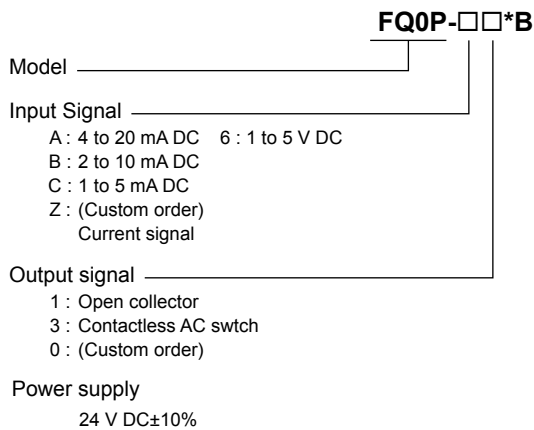 FQ0P-□□*B
Model
Input Signal
A : 4 to 20 mA DC 6 : 1 to 5 V DC
B : 2 to 10 mA DC
C : 1 to 5 mA DC
Z : (Custom order)
Current signal
Output signal
1 : Open collector
3 : Contactless AC swtch
0 : (Custom order)
Power supply
24 V DC±10%